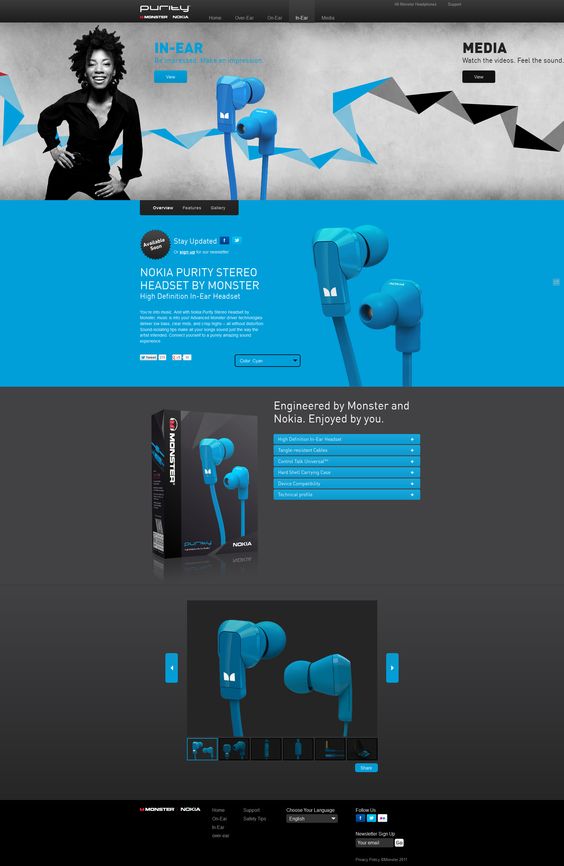 purity
All Monster Headphones Support
MONSTER NOKIA
Home Over-Ear On-Ear In-Ear Media
IN-EAR
Be impressed. Make an impression.
View
MEDIA
Watch the videos. Feel the sound.
View
Overview Features Gallery
Available Soon
Stay Updated
Or sign up for our newsletter
NOKIA PURITY STEREO
HEADSET BY MONSTER
High Definition In-Ear Headset
You're into music. And with Nokia Purity Stereo Headset by
Monster, music is into you! Advanced Monster driver technologies
deliver low bass, clear mids, and crisp highs – all without distortion.
Sound-isolating tips make all your songs sound just the way the
artist intended. Connect yourself to a purely amazing sound
experience.
Tweet
Color: Cyan
NOKIA
Engineered by Monster and
Nokia. Enjoyed by you.
High Definition In-Ear Headset +
Tangle-resistant Cables +
Control Talk Universal™ +
Hard Shell Carrying Case +
Device Compatibility +
Technical profile +
MONSTER
purity
NOKIA
Share
MONSTER NOKIA
Home
On-Ear
In-Ear
over-ear
Support
Safety Tips
Choose Your Language
English
Follow Us
Newsletter Sign Up
Your email Go
Privacy Policy ©Monster 2011